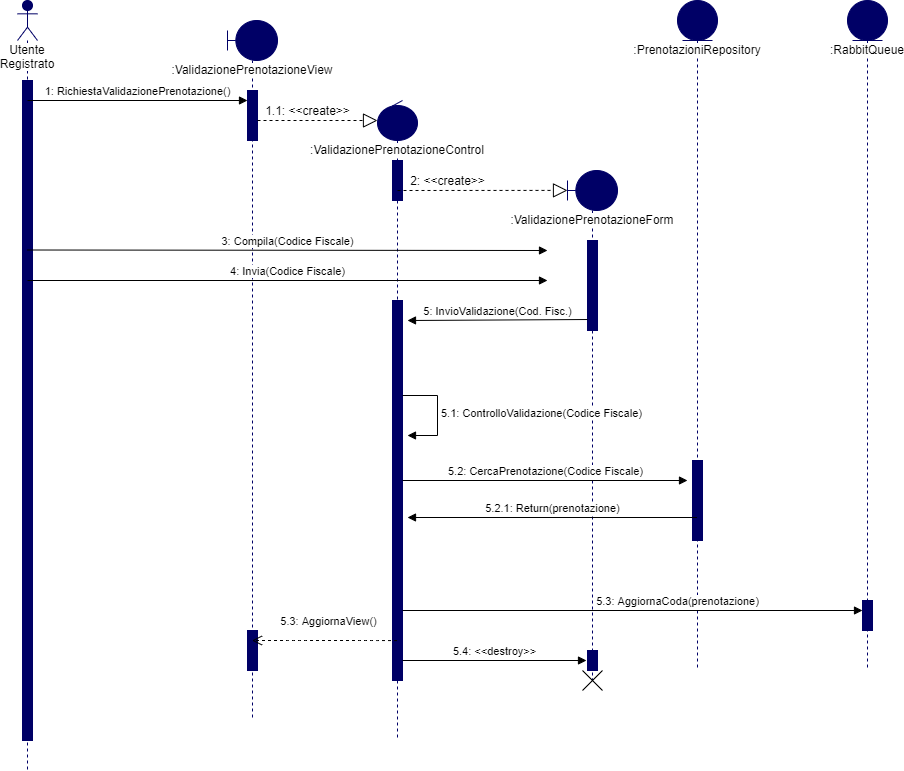 Utente
Registrato
:ValidazionePrenotazioneView
:PrenotazioniRepository
:RabbitQueue
1: RichiestaValidazionePrenotazione()
1.1: <<create>>
:ValidazionePrenotazioneControl
2: <<create>>
:ValidazionePrenotazioneForm
3: Compila(Codice Fiscale)
4: Invia(Codice Fiscale)
5: InvioValidazione(Cod. Fisc.)
5.1: ControlloValidazione(Codice Fiscale)
5.2: CercaPrenotazione(Codice Fiscale)
5.2.1: Return(prenotazione)
5.3: AggiornaCoda(prenotazione)
5.3: AggiornaView()
5.4: <<destroy>>